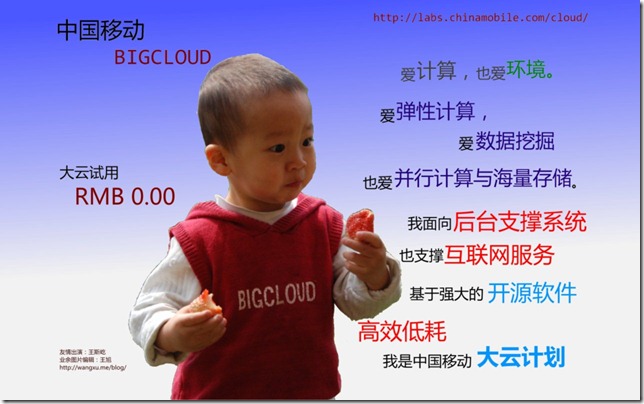 中国移动
BIGCLOUD
http://labs.chinamobile.com/cloud/
爱计算，也爱环境。
爱弹性计算，
爱数据挖掘
也爱并行计算与海量存储。
大云试用
RMB 0.00
我面向后台支撑系统
也支撑互联网服务
基于强大的开源软件
高效低耗
我是中国移动大云计划
BIGCLOUD
友情出演：王斯屹
业余图片编辑：王旭
http://wangxu.me/blog/